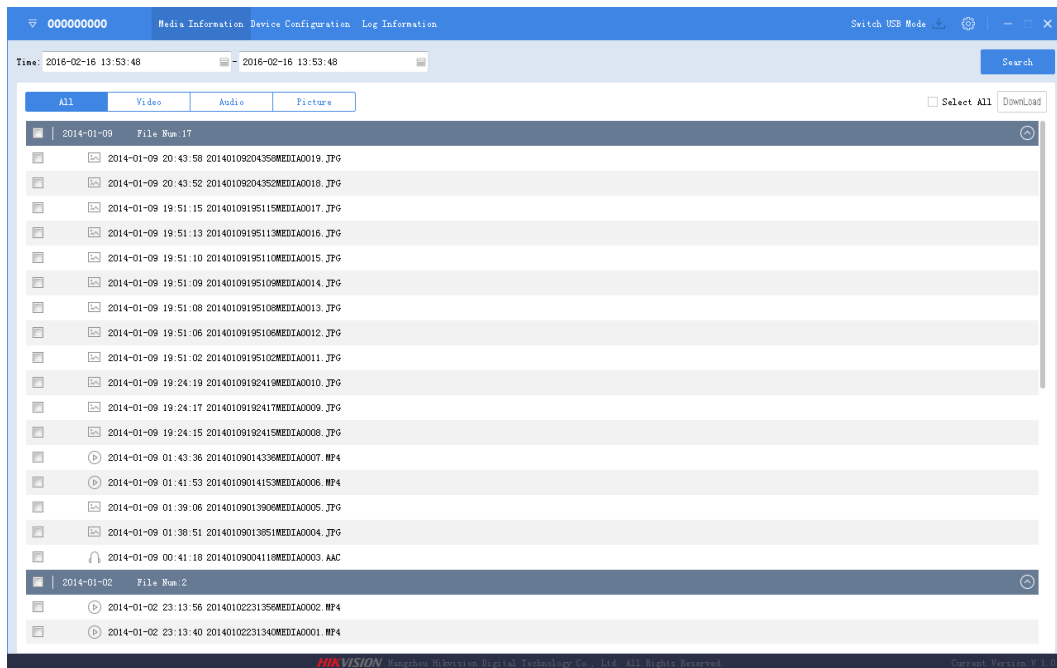 000000000 Media Information Device Configuration Log Information Switch USB Mode
Time: 2016-02-16 13:53:48 - 2016-02-16 13:53:48 Search
All Video Audio Picture Select All DownLoad
2014-01-09 File Num:17
2014-01-09 20:43:58 20140109204358MEDIA0019.JPG
2014-01-09 20:43:52 20140109204352MEDIA0018.JPG
2014-01-09 19:51:15 20140109195115MEDIA0017.JPG
2014-01-09 19:51:13 20140109195113MEDIA0016.JPG
2014-01-09 19:51:10 20140109195110MEDIA0015.JPG
2014-01-09 19:51:09 20140109195109MEDIA0014.JPG
2014-01-09 19:51:08 20140109195108MEDIA0013.JPG
2014-01-09 19:51:06 20140109195106MEDIA0012.JPG
2014-01-09 19:51:02 20140109195102MEDIA0011.JPG
2014-01-09 19:24:19 20140109192419MEDIA0010.JPG
2014-01-09 19:24:17 20140109192417MEDIA0009.JPG
2014-01-09 19:24:15 20140109192415MEDIA0008.JPG
2014-01-09 01:43:36 20140109014336MEDIA0007.MP4
2014-01-09 01:41:53 20140109014153MEDIA0006.MP4
2014-01-09 01:39:06 20140109013906MEDIA0005.JPG
2014-01-09 01:38:51 20140109013851MEDIA0004.JPG
2014-01-09 00:41:18 20140109004118MEDIA0003.AAC
2014-01-02 File Num:2
2014-01-02 23:13:56 20140102231356MEDIA0002.MP4
2014-01-02 23:13:40 20140102231340MEDIA0001.MP4
HIKVISION Hangzhou Hikvision Digital Technology Co., Ltd. All Rights Reserved. Current Version: